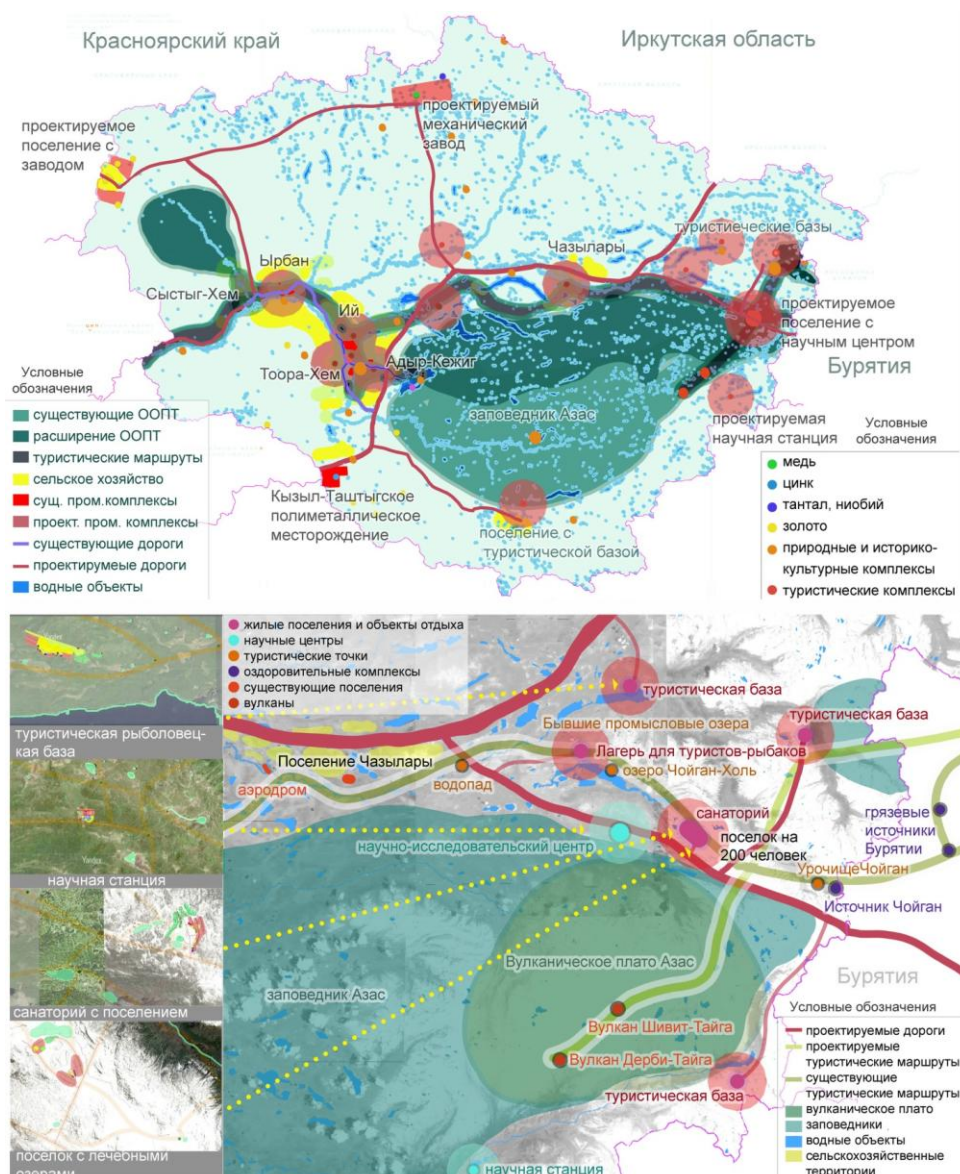 Красноярский край
Иркутская область
проектируемое
поселение с
заводом
проектируемый
механический
завод
туристиеческие базы
Чазылары
Ырбан
Сыстыг-Хем
Ий
проектируемое
поселение с
научным центром
Адыр-Кежиг
Тоора-Хем
Бурятия
заповедник Азас
проектируемая
научная станция
Кызыл-Таштыгское
полиметаллическое
месторождение
поселение с
туристической базой
Условные
обозначения
существующие ООПТ
расширение ООПТ
туристические маршруты
сельское хозяйство
сущ. пром.комплексы
проект. пром. комплексы
существующие дороги
проектирумеые дороги
водные объекты
Условные
обозначения
медь
цинк
тантал, ниобий
золото
природные и историко-
культурные комплексы
туристические комплексы
туристическая рыболовец-
кая база
научная станция
Yandex
санаторий с поселением
поселок с лечебными
озерами
жилые поселения и объекты отдыха
научные центры
туристические точки
оздоровительные комплексы
существующие поселения
вулканы
туристическая база
туристическая база
Бывшие промысловые озера
Лагерь для туристов-рыбаков
Поселение Чазылары
аэродром
водопад
озеро Чойган-Холь
санаторий
грязевые
источники
Бурятии
научно-исследовательский центр
поселок на
200 человек
УрочищеЧойган
Источник Чойган
Вулканическое плато Азас
заповедник Азас
Бурятия
Вулкан Шивит-Тайга
Вулкан Дерби-Тайга
туристическая база
научная станция
Условные обозначения
проектируемые дороги
проектируемые
туристические маршруты
существующие
туристические маршруты
вулканическое плато
заповедники
водные объекты
сельскохозяйственные
территории